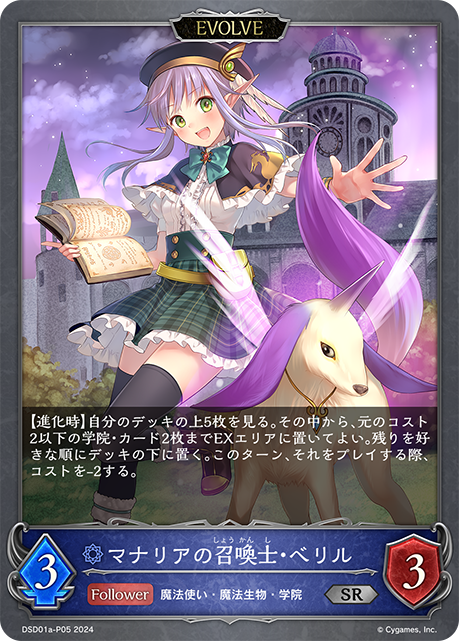 EVOLVE
【進化時】自分のデッキの上5枚を見る。その中から、元のコスト
2以下の学院・カード2枚までEXエリアに置いてよい。残りを好
きな順にデッキの下に置く。このターン、それをプレイする際、
コストを-2する。
しょうかんし
マナリアの召喚士・ベリル
3
3
Follower
魔法使い・魔法生物・学院
SR
DSD01a-P05 2024
© Cygames, Inc.